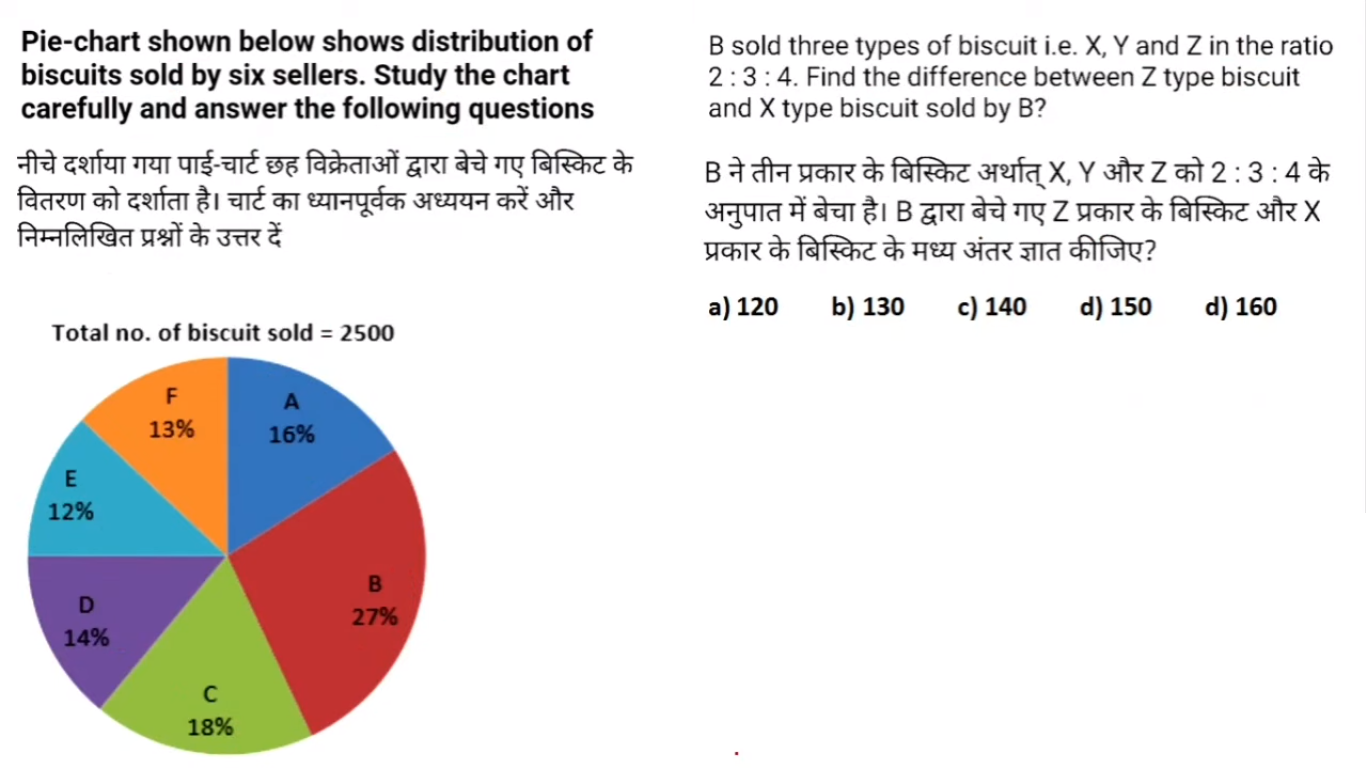 Pie-chart shown below shows distribution of
biscuits sold by six sellers. Study the chart
carefully and answer the following questions
नीचे दर्शाया गया पाई-चार्ट छह विक्रेताओं द्वारा बेचे गए बिस्किट के
वितरण को दर्शाता है। चार्ट का ध्यानपूर्वक अध्ययन करें और
निम्नलिखित प्रश्नों के उत्तर दें
Total no. of biscuit sold = 2500
F
13%
A
16%
E
12%
B
27%
D
14%
C
18%
B sold three types of biscuit i.e. X, Y and Z in the ratio
2 : 3 : 4. Find the difference between Z type biscuit
and X type biscuit sold by B?
B ने तीन प्रकार के बिस्किट अर्थात् X, Y और Z को 2 : 3 : 4 के
अनुपात में बेचा है। B द्वारा बेचे गए Z प्रकार के बिस्किट और X
प्रकार के बिस्किट के मध्य अंतर ज्ञात कीजिए?
a) 120 b) 130 c) 140 d) 150 d) 160